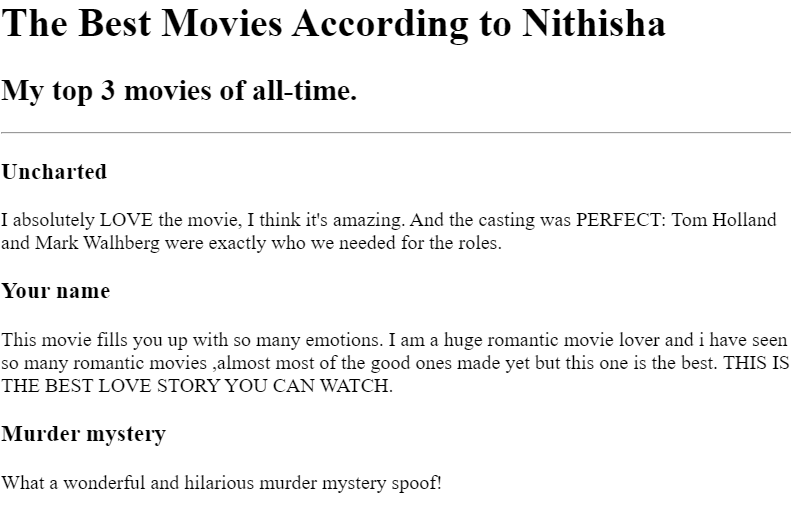 The Best Movies According to Nithisha
My top 3 movies of all-time.
Uncharted
I absolutely LOVE the movie, I think it's amazing. And the casting was PERFECT: Tom Holland
and Mark Walhberg were exactly who we needed for the roles.
Your name
This movie fills you up with so many emotions. I am a huge romantic movie lover and i have seen
so many romantic movies ,almost most of the good ones made yet but this one is the best. THIS IS
THE BEST LOVE STORY YOU CAN WATCH.
Murder mystery
What a wonderful and hilarious murder mystery spoof!